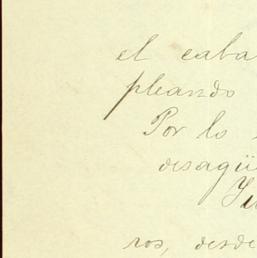 el caba
pleando
Por lo
desagü
ros, desde